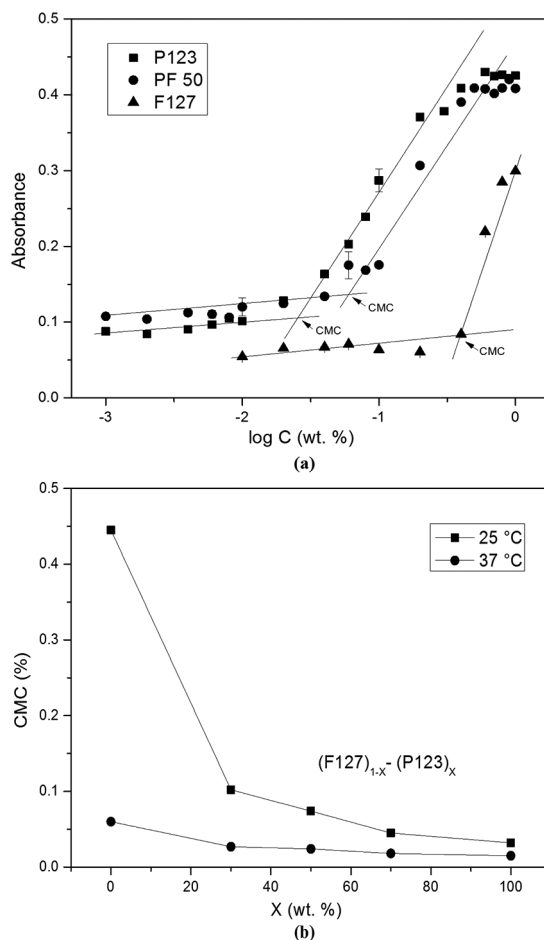 P123
PF 50
F127
0.5
0.4
0.3
0.2
0.1
0.0
Absorbance
CMC
CMC
CMC
-3
-2
-1
0
log C (wt. %)
(a)
0.5
0.4
0.3
0.2
0.1
0.0
CMC (%)
25 °C
37 °C
(F127)1-X- (P123)X
0
20
40
60
80
100
X (wt. %)
(b)